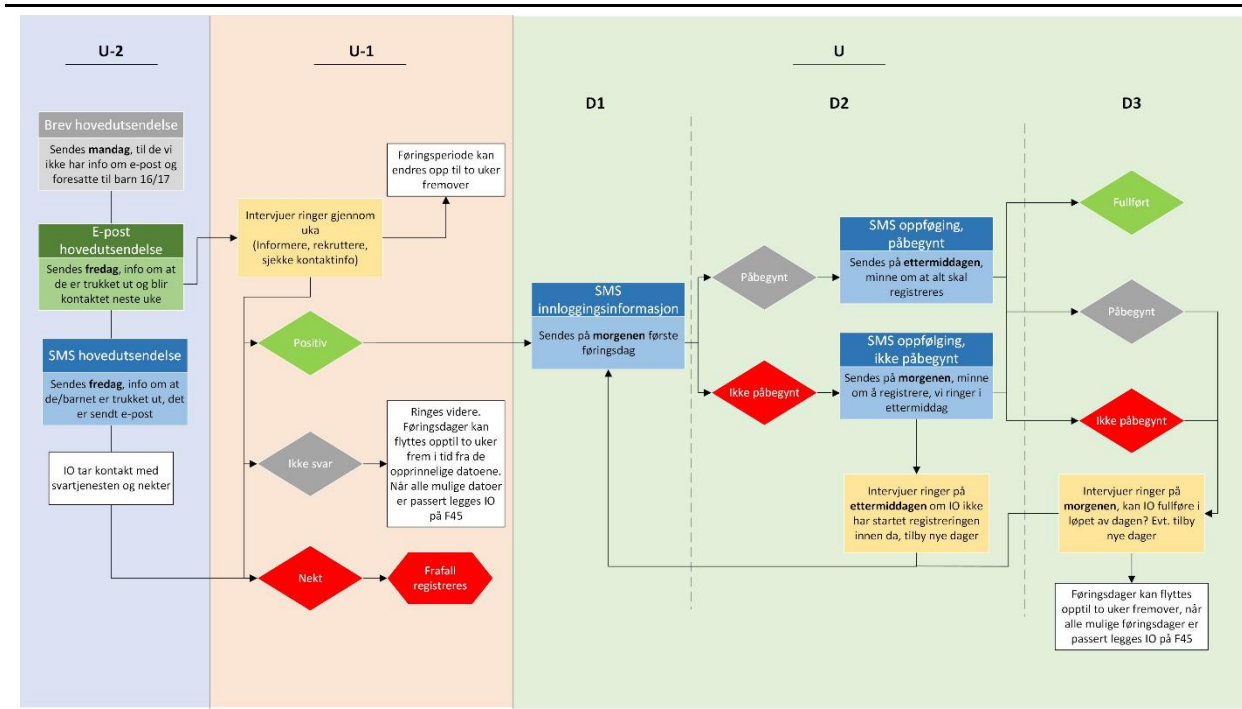 U-2
Brev hovedutsendelse
Sendes mandag, til de vi
ikke har info om e-post og
foresatte til barn 16/17
E-post
hovedutsendelse
Sendes fredag, info om at
de er trukket ut og blir
kontaktet neste uke
SMS hovedutsendelse
Sendes fredag, info om at
de/barnet er trukket ut, det
er sendt e-post
IO tar kontakt med
svartjenesten og nekter
U-1
Føringsperiode kan
endres opp til to uker
fremover
Intervjuer ringer gjennom
uka
(Informere, rekruttere,
sjekke kontaktinfo)
Positiv
Ikke svar
Ringes videre.
Føringsdager kan
flyttes opptil to uker
frem i tid fra de
opprinnelige datoene.
Når alle mulige datoer
er passert legges IO
på F45
Nekt
Frafall
registreres
U
D1
SMS
innloggingsinformasjon
Sendes på morgenen første
føringsdag
D2
Påbegynt
SMS oppføging,
påbegynt
Sendes på ettermiddagen,
minne om at alt skal
registreres
Ikke påbegynt
SMS oppfølging,
ikke påbegynt
Sendes på morgenen, minne
om å registrere, vi ringer i
ettermiddag
Intervjuer ringer på
ettermiddagen om IO ikke
har startet registreringen
innen da, tilby nye dager
D3
Fullført
Påbegynt
Ikke påbegynt
Intervjuer ringer på
morgenen, kan IO fullføre i
løpet av dagen? Evt. tilby
nye dager
Føringsdager kan flyttes
opptil to uker fremover, når
alle mulige føringsdager er
passert legges IO på F45